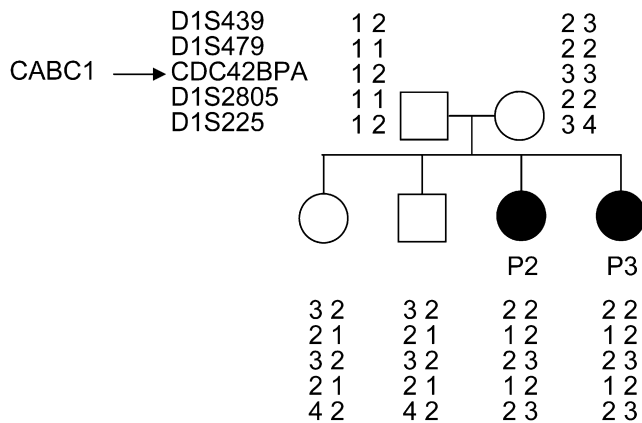 D1S439 1 2 2 3
D1S479 1 1 2 2
CABC1 CDC42BPA 1 2 3 3
D1S2805 1 1 2 2
D1S225 1 2 3 4
P2 P3
3 2 3 2 2 2 2 2
2 1 2 1 1 2 1 2
3 2 3 2 2 3 2 3
2 1 2 1 1 2 1 2
4 2 4 2 2 3 2 3